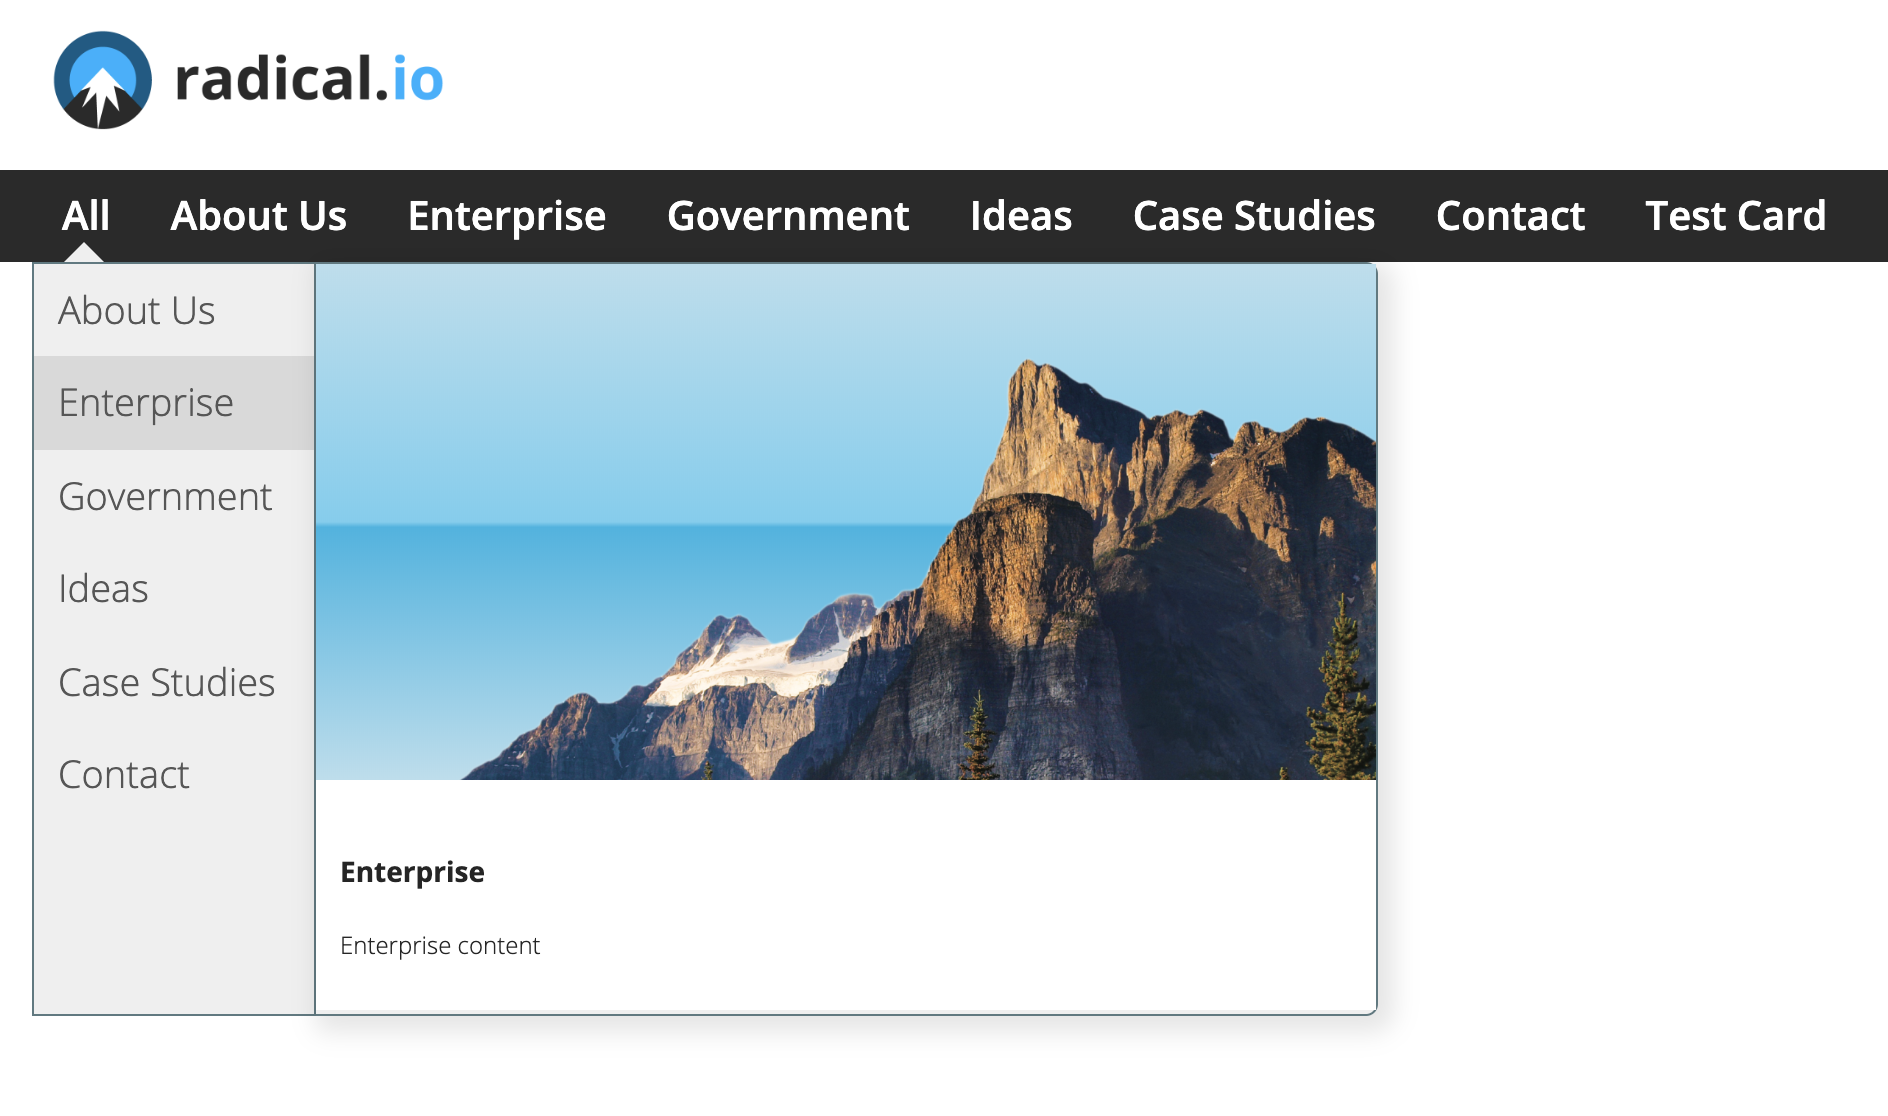 radical.io
All About Us Enterprise Government Ideas Case Studies Contact Test Card
About Us
Enterprise
Government
Ideas
Case Studies
Contact
Enterprise
Enterprise content